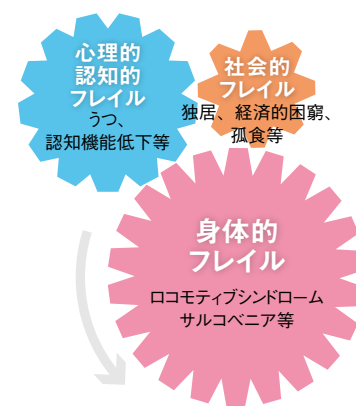 心理的
認知的
フレイル
うつ、
認知機能低下等
社会的
フレイル
独居、経済的困窮、
孤食等
身体的
フレイル
ロコモティブシンドローム
サルコペニア等